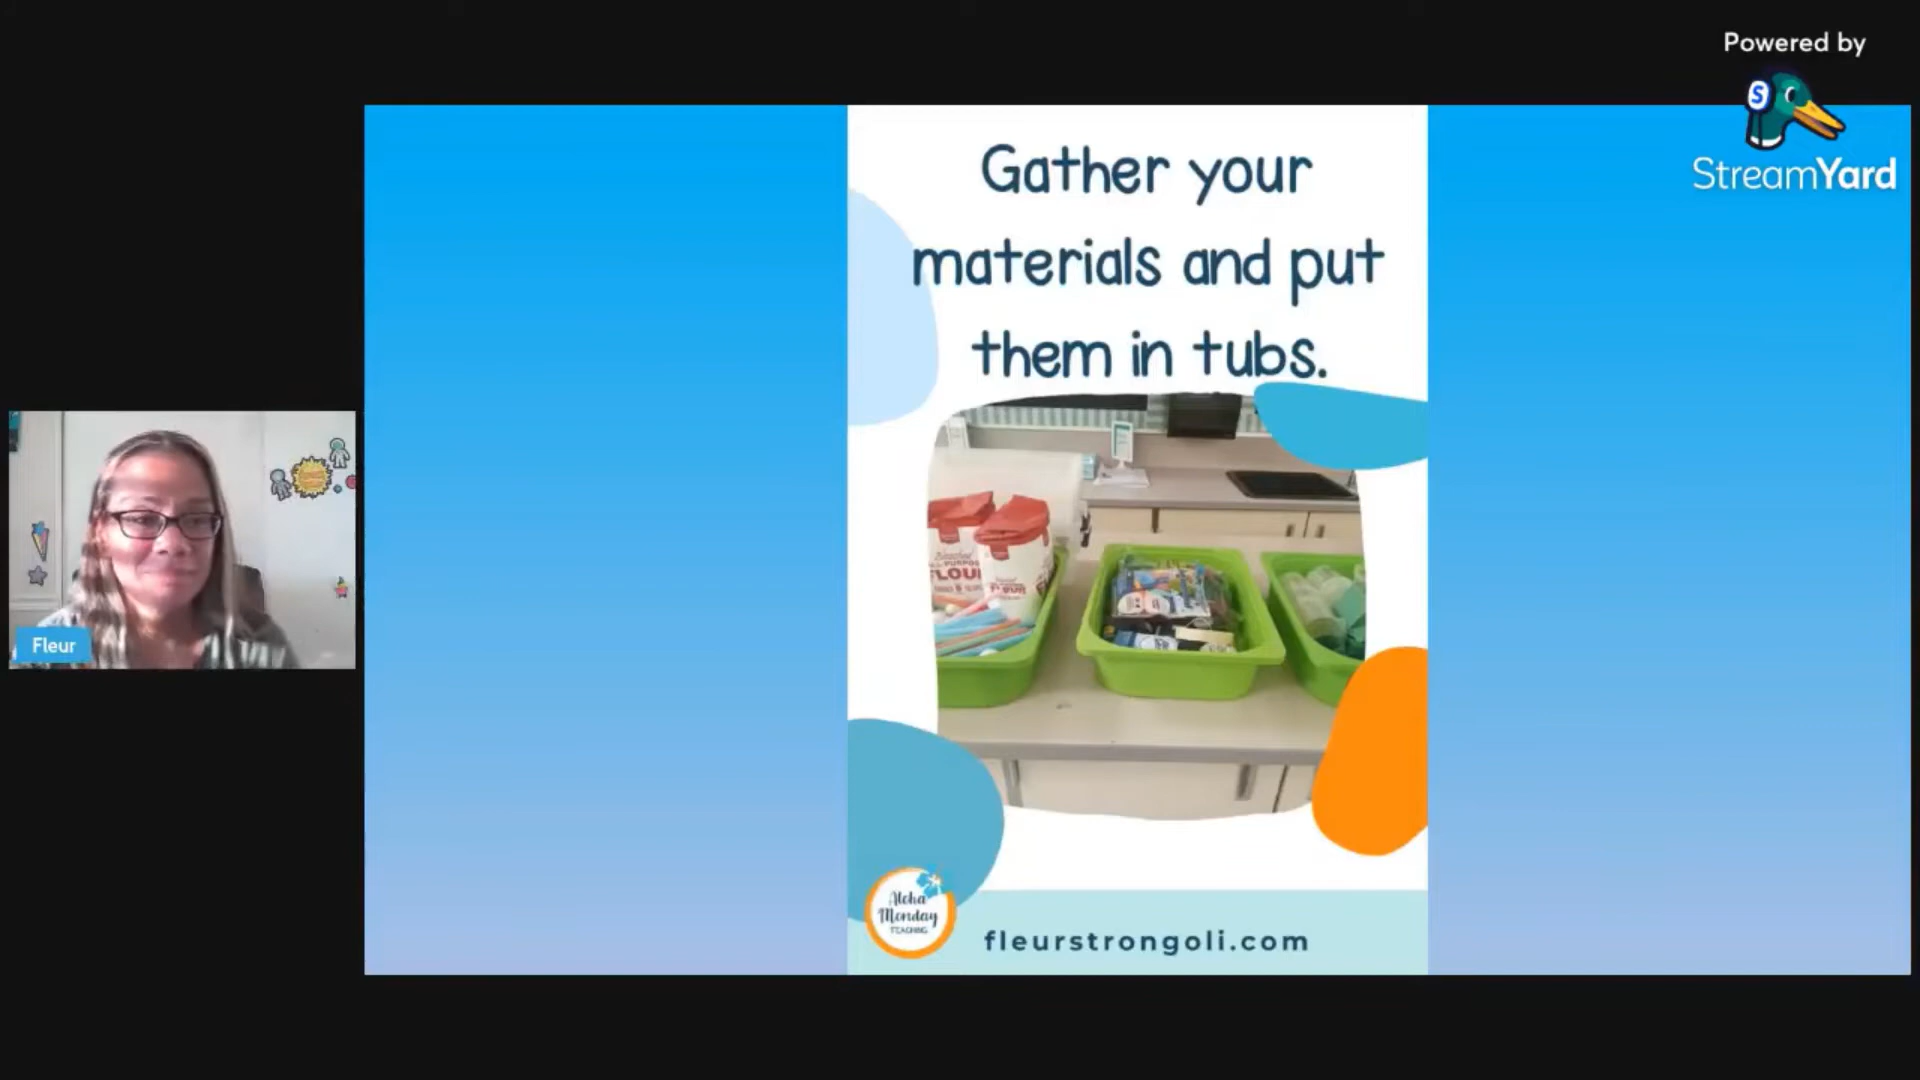 Powered by
S
StreamYard
Gather your
materials and put
them in tubs.
FLOUR
Fleur
Aloha
Monday
TEACHING
fleurstrongoli.com